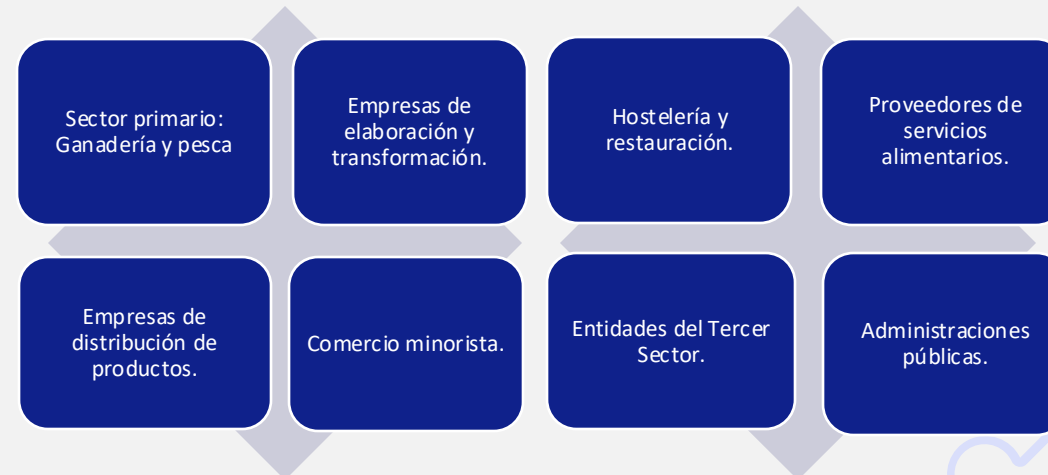 Sector primario:
Ganadería y pesca
Empresas de
elaboración y
transformación.
Hostelería y
restauración.
Proveedores de
servicios
alimentarios.
Empresas de
distribución de
productos.
Comercio minorista.
Entidades del Tercer
Sector.
Administraciones
públicas.